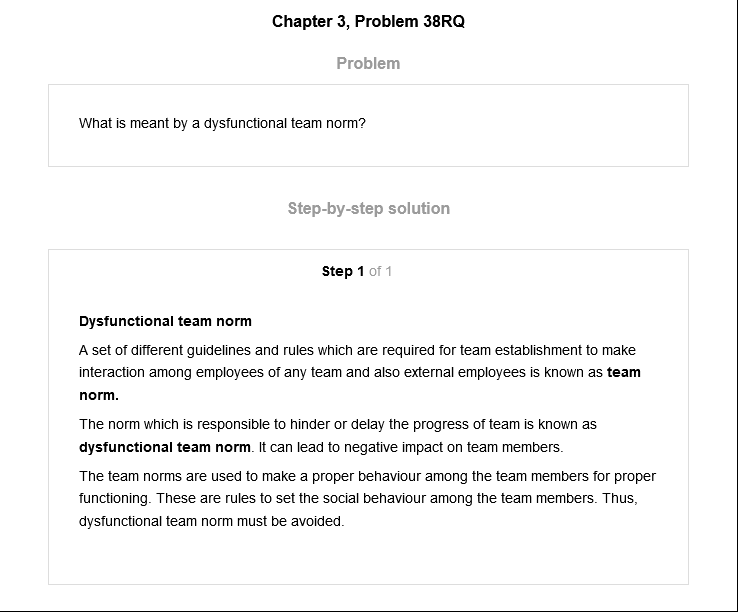 Chapter 3, Problem 38RQ
Problem
What is meant by a dysfunctional team norm?
Step-by-step solution
Step 1 of 1
Dysfunctional team norm
A set of different guidelines and rules which are required for team establishment to make
interaction among employees of any team and also external employees is known as team
norm.
The norm which is responsible to hinder or delay the progress of team is known as
dysfunctional team norm. It can lead to negative impact on team members.
The team norms are used to make a proper behaviour among the team members for proper
functioning. These are rules to set the social behaviour among the team members. Thus,
dysfunctional team norm must be avoided.